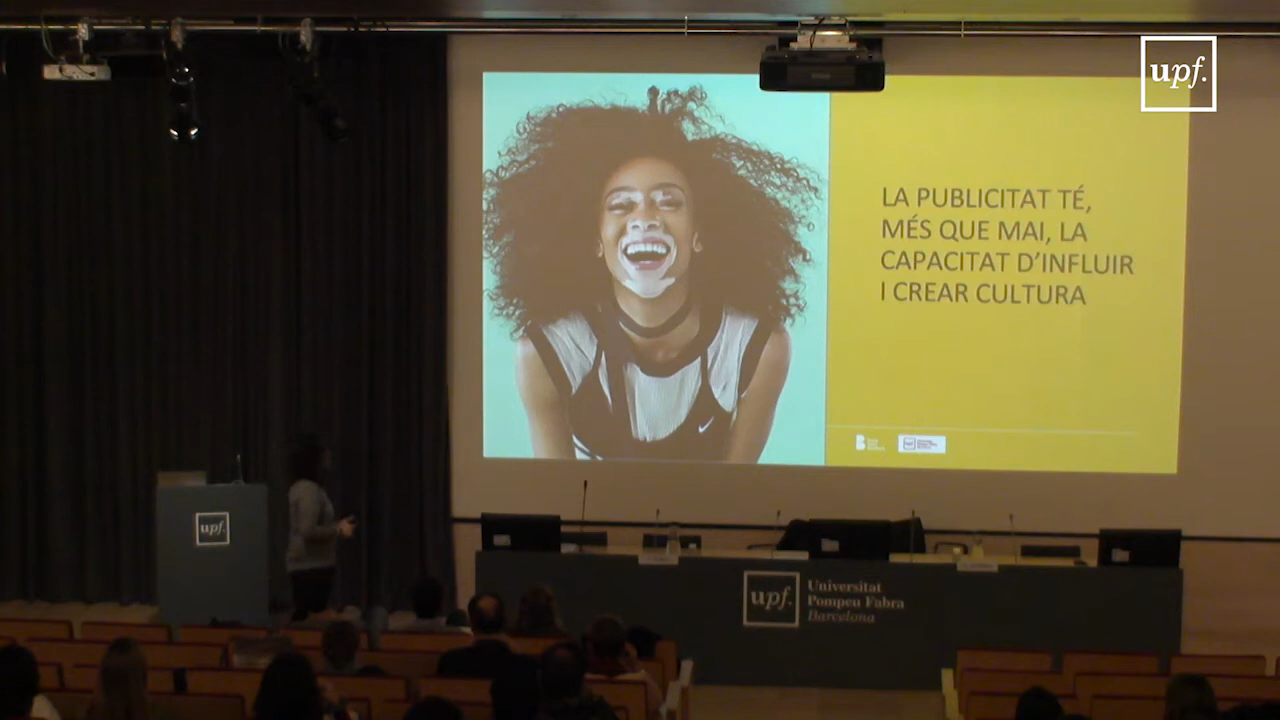 upf.
LA PUBLICITAT TÉ,
MÉS QUE MAI, LA
CAPACITAT D'INFLUIR
I CREAR CULTURA
upf.
upf.
Universitat
Pompeu Fabra
Barcelona